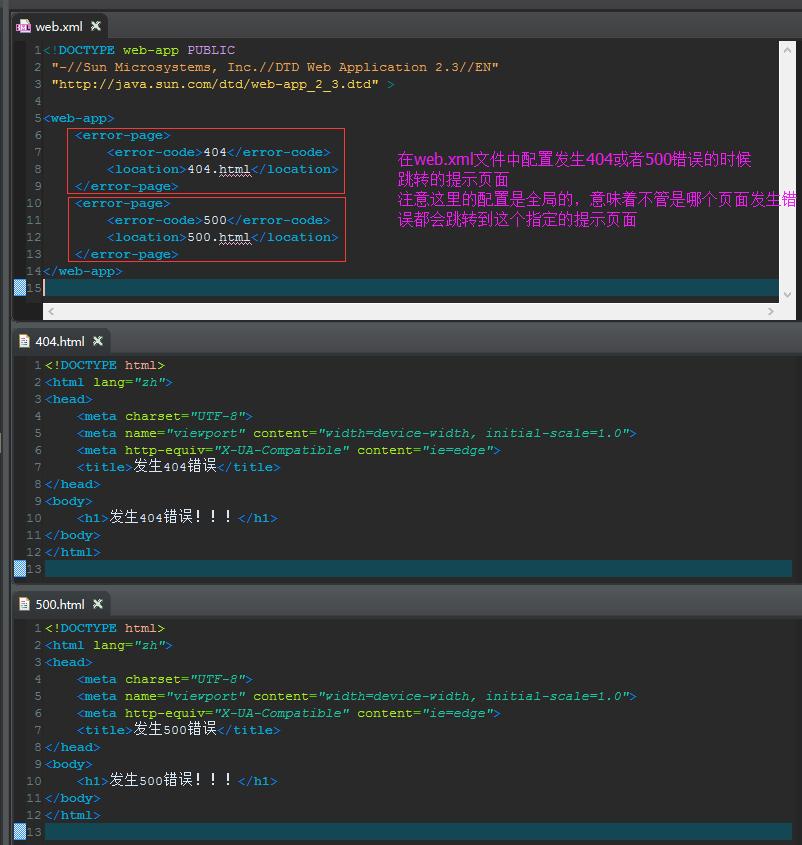 web.xml
1<!DOCTYPE web-app PUBLIC
2 "-//Sun Microsystems, Inc.//DTD Web Application 2.3//EN"
3 "http://java.sun.com/dtd/web-app_2_3.dtd" >
4
5<web-app>
6    <error-page>
7        <error-code>404</error-code>
8        <location>404.html</location>
9    </error-page>
10    <error-page>
11        <error-code>500</error-code>
12        <location>500.html</location>
13    </error-page>
14</web-app>
15
在web.xml文件中配置发生404或者500错误的时候
跳转的提示页面
注意这里的配置是全局的，意味着不管是哪个页面发生错
误都会跳转到这个指定的提示页面
404.html
1<!DOCTYPE html>
2<html lang="zh">
3<head>
4    <meta charset="UTF-8">
5    <meta name="viewport" content="width=device-width, initial-scale=1.0">
6    <meta http-equiv="X-UA-Compatible" content="ie=edge">
7    <title>发生404错误</title>
8</head>
9<body>
10    <h1>发生404错误！！！</h1>
11</body>
12</html>
13
500.html
1<!DOCTYPE html>
2<html lang="zh">
3<head>
4    <meta charset="UTF-8">
5    <meta name="viewport" content="width=device-width, initial-scale=1.0">
6    <meta http-equiv="X-UA-Compatible" content="ie=edge">
7    <title>发生500错误</title>
8</head>
9<body>
10    <h1>发生500错误！！！</h1>
11</body>
12</html>
13